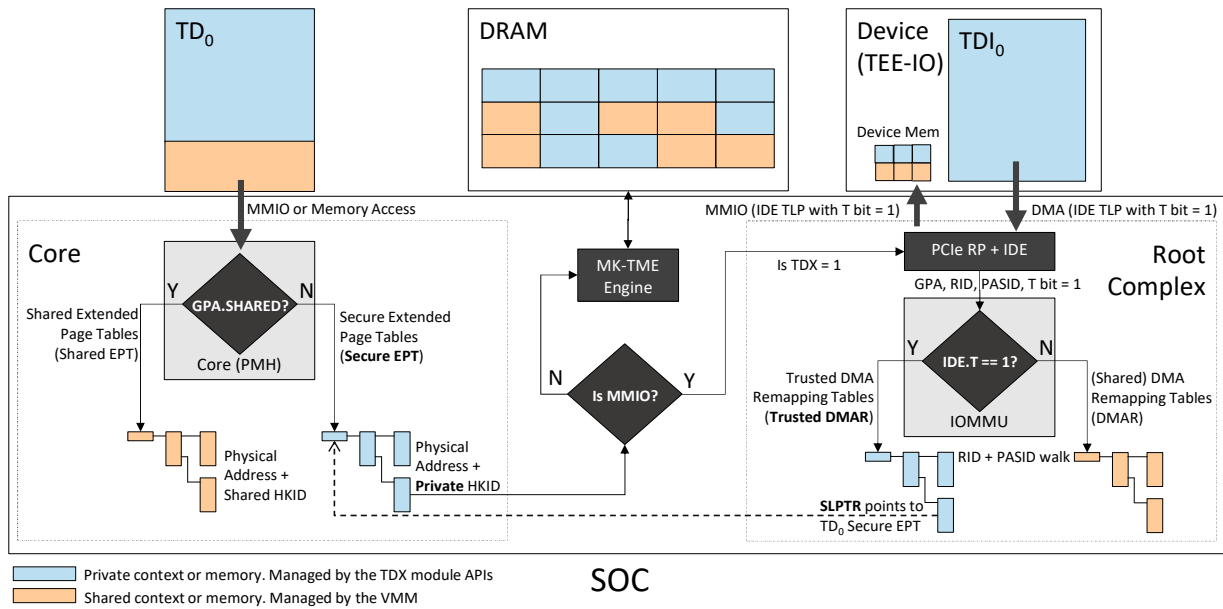 TD0
DRAM
Device
(TEE-IO)
TDI0
Device Mem
MMIO or Memory Access
MMIO (IDE TLP with T bit = 1)
DMA (IDE TLP with T bit = 1)
Core
GPA.SHARED?
Y
N
Core (PMH)
Shared Extended
Page Tables
(Shared EPT)
Secure Extended
Page Tables
(Secure EPT)
Physical
Address +
Shared HKID
Physical
Address +
Private HKID
MK-TME
Engine
Is MMIO?
N
Y
Is TDX = 1
PCIe RP + IDE
Root
Complex
GPA, RID, PASID, T bit = 1
IDE.T == 1?
Y
N
IOMMU
Trusted DMA
Remapping Tables
(Trusted DMAR)
(Shared) DMA
Remapping Tables
(DMAR)
RID + PASID walk
SLPTR points to
TD0 Secure EPT
Private context or memory. Managed by the TDX module APIs
Shared context or memory. Managed by the VMM
SOC